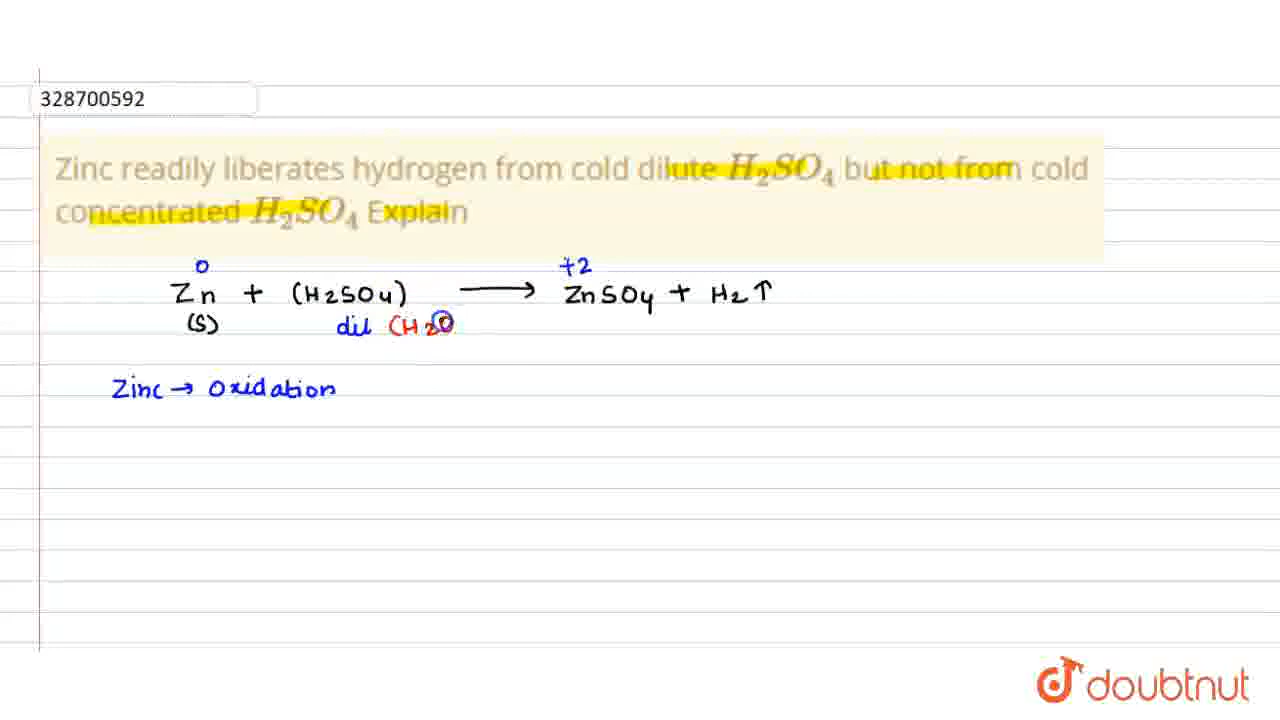 328700592
Zinc readily liberates hydrogen from cold dilute H₂SO₄ but not from cold
concentrated H₂SO₄ Explain
0 +2
Zn + (H2SO4) → ZnSO4 + H2↑
(S) dil (H2O
Zinc → Oxidation
doubtnut